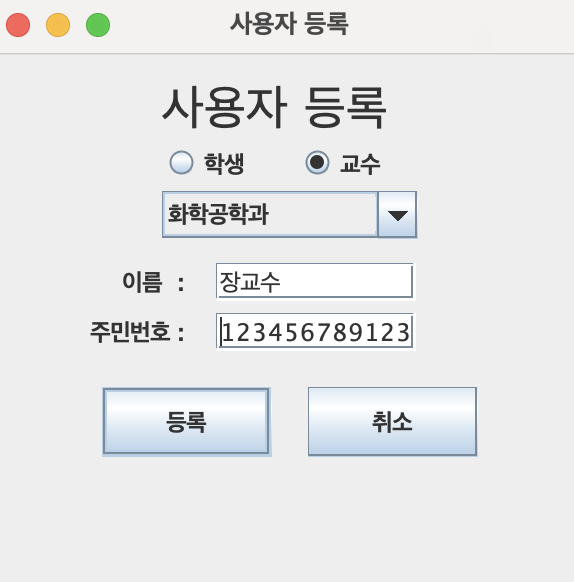 사용자 등록
사용자 등록
학생 교수
화학공학과
이름 : 장교수
주민번호 : 123456789123
등록 취소